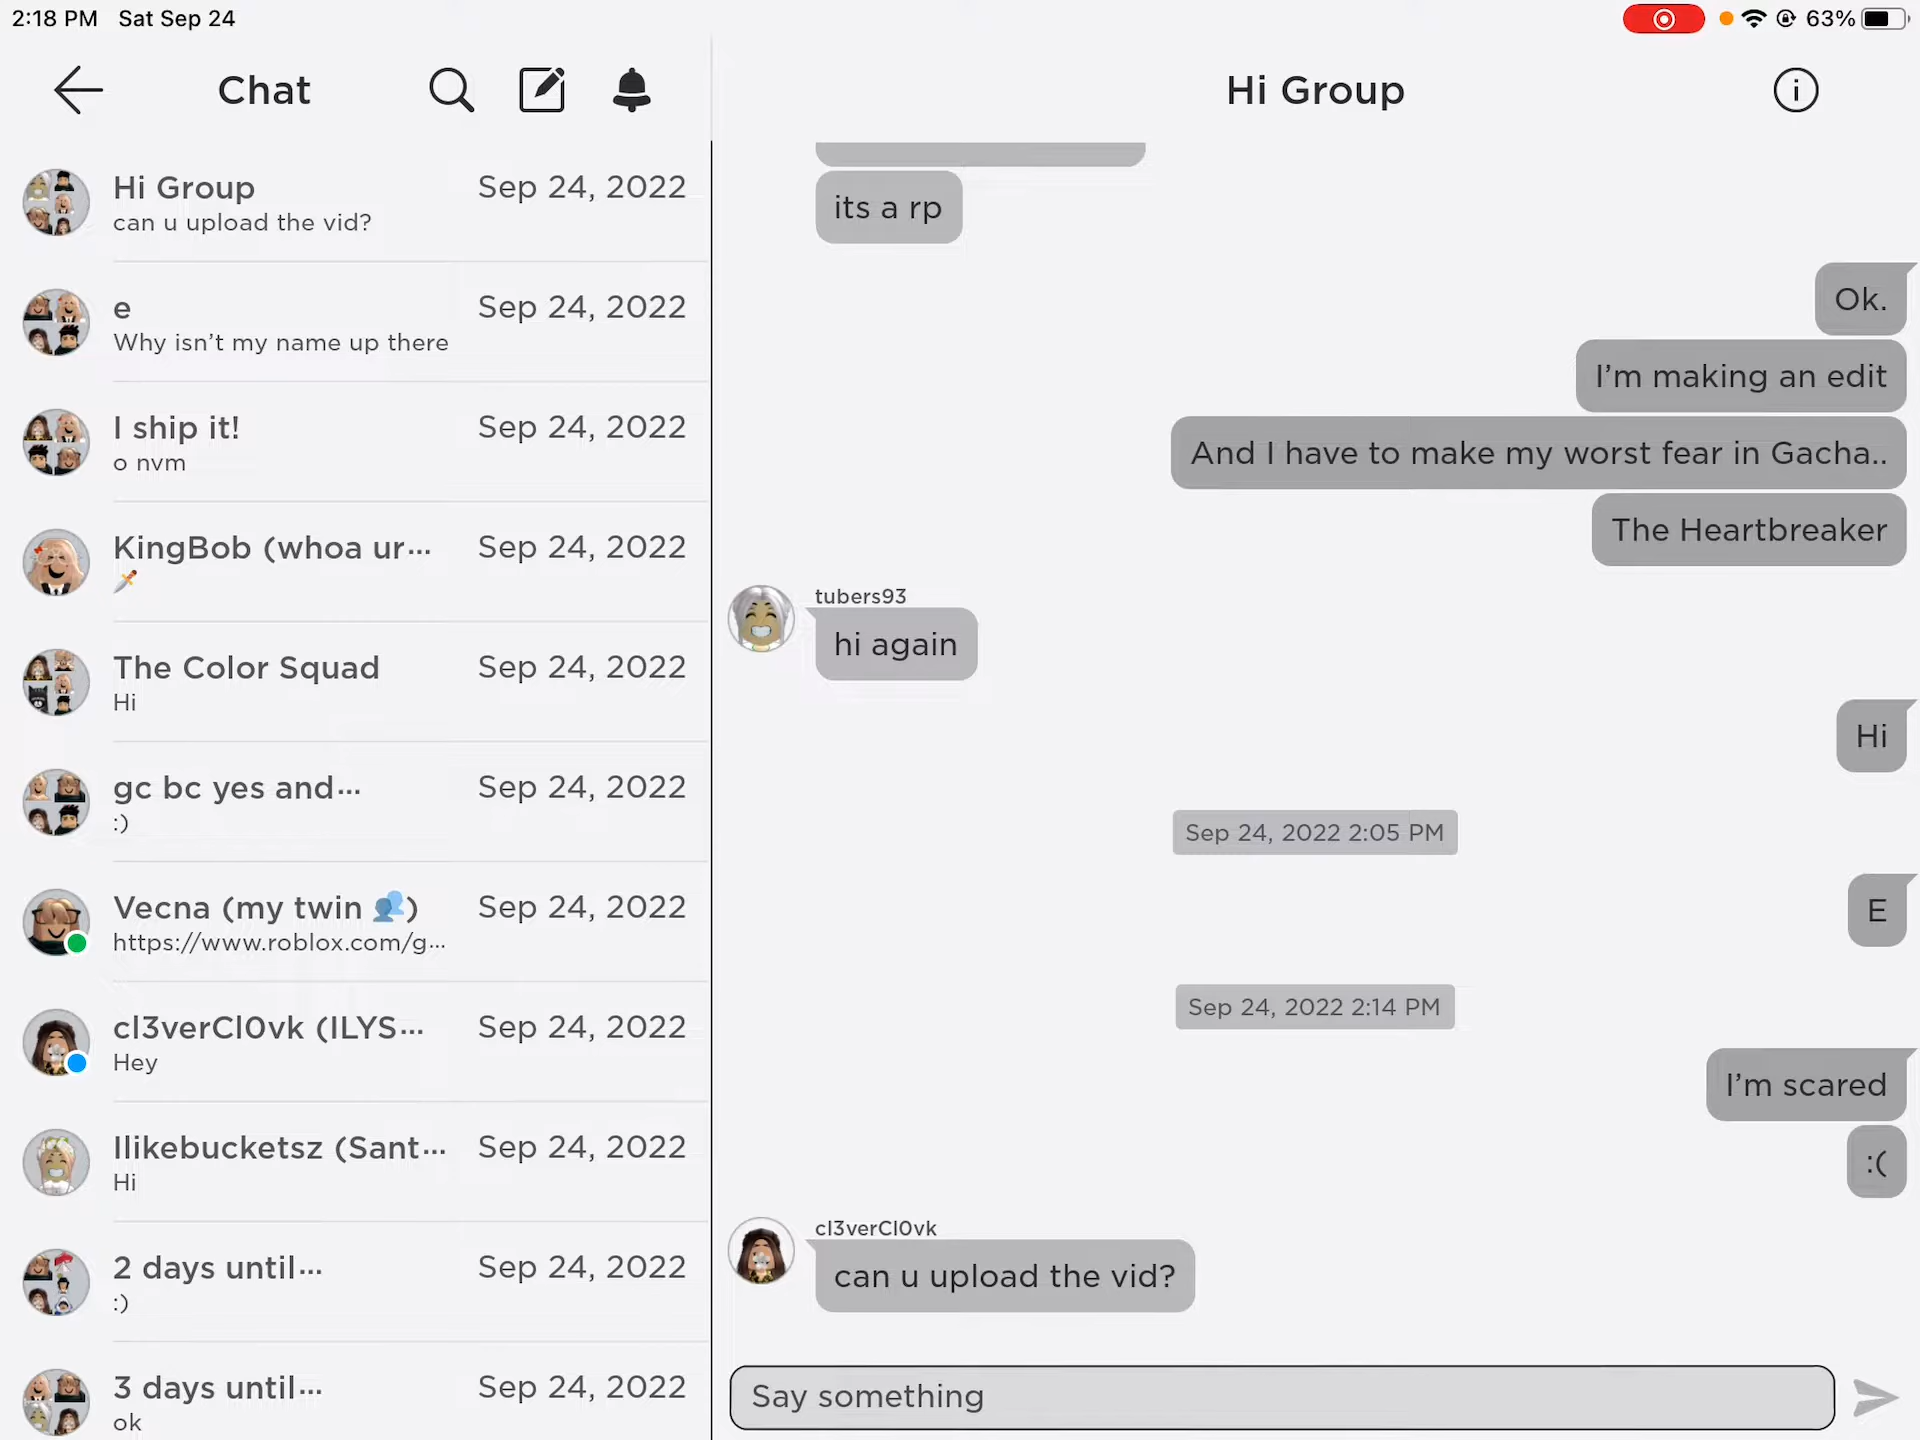 2:18 PM Sat Sep 24
63%
Chat
Hi Group
Sep 24, 2022
can u upload the vid?
e
Sep 24, 2022
Why isn’t my name up there
I ship it!
Sep 24, 2022
o nvm
KingBob (whoa ur...
Sep 24, 2022
🗡️
The Color Squad
Sep 24, 2022
Hi
gc bc yes and...
Sep 24, 2022
:)
Vecna (my twin 👥)
Sep 24, 2022
https://www.roblox.com/g...
cl3verCl0vk (ILYS...
Sep 24, 2022
Hey
Ilikebucketsz (Sant...
Sep 24, 2022
Hi
2 days until...
Sep 24, 2022
:)
3 days until...
Sep 24, 2022
ok
Hi Group
its a rp
Ok.
I’m making an edit
And I have to make my worst fear in Gacha..
The Heartbreaker
tubers93
hi again
Hi
Sep 24, 2022 2:05 PM
E
Sep 24, 2022 2:14 PM
I’m scared
:(
cl3verCl0vk
can u upload the vid?
Say something